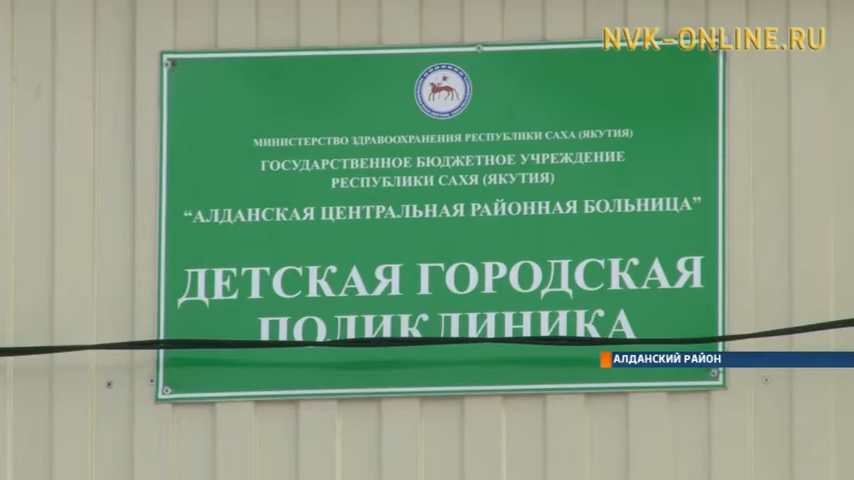 NVK-ONLINE.RU
МИНИСТЕРСТВО ЗДРАВООХРАНЕНИЯ РЕСПУБЛИКИ САХА (ЯКУТИЯ)
ГОСУДАРСТВЕННОЕ БЮДЖЕТНОЕ УЧРЕЖДЕНИЕ
РЕСПУБЛИКИ САХЯ (ЯКУТИЯ)
“АЛДАНСКАЯ ЦЕНТРАЛЬНАЯ РАЙОННАЯ БОЛЬНИЦА”
ДЕТСКАЯ ГОРОДСКАЯ
ПОЛИКЛИНИКА
АЛДАНСКИЙ РАЙОН